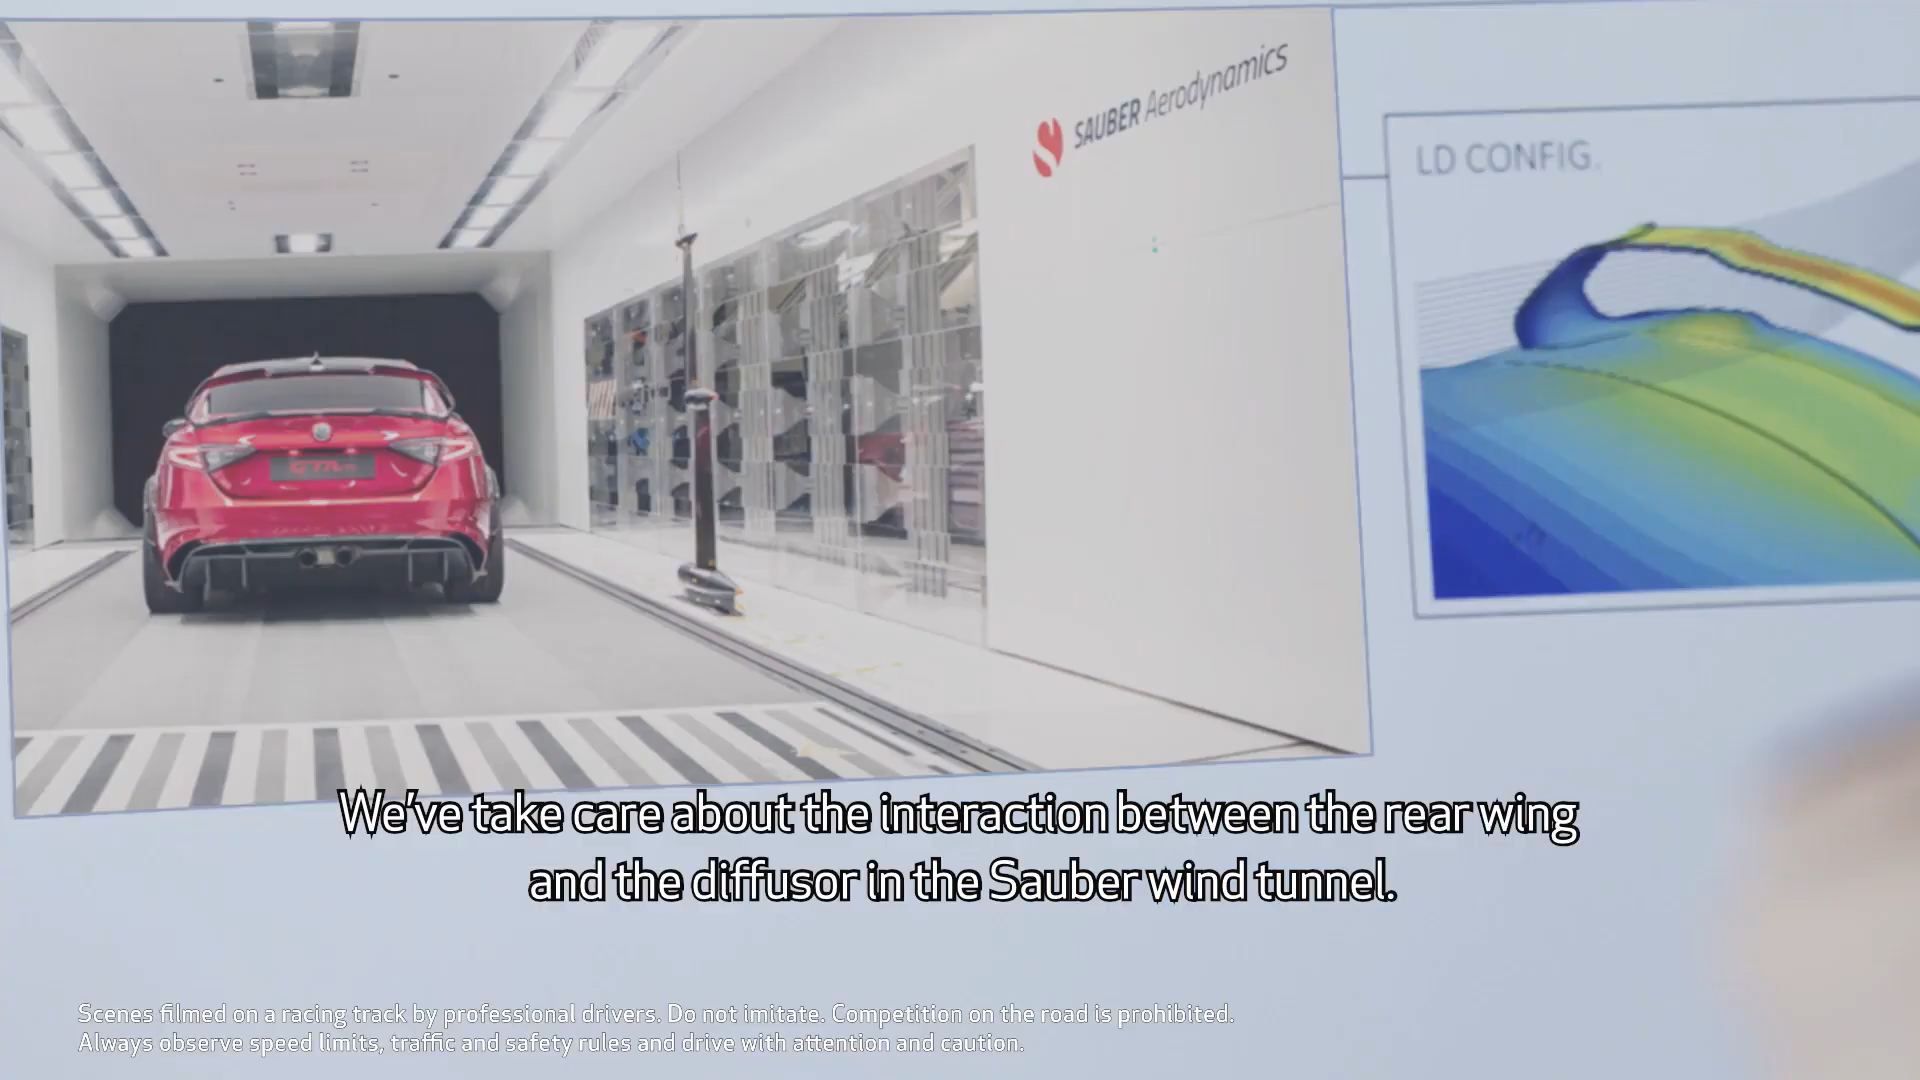 SAUBER Aerodynamics
LD CONFIG.
GTAm
We've take care about the interaction between the rear wing
and the diffusor in the Sauber wind tunnel.
Scenes filmed on a racing track by professional drivers. Do not imitate. Competition on the road is prohibited.
Always observe speed limits, traffic and safety rules and drive with attention and caution.